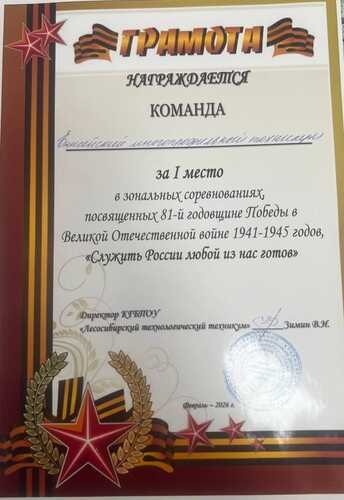 ГРАМОТА
НАГРАЖДАЕТСЯ
КОМАНДА
Енисейский многопрофильный техникум
за I место
в зональных соревнованиях,
посвященных 81-й годовщине Победы в
Великой Отечественной войне 1941-1945 годов,
«Служить России любой из нас готов»
Директор КГБПОУ
«Лесосибирский технологический техникум» Зимин В.Н.
Февраль – 2026 г.